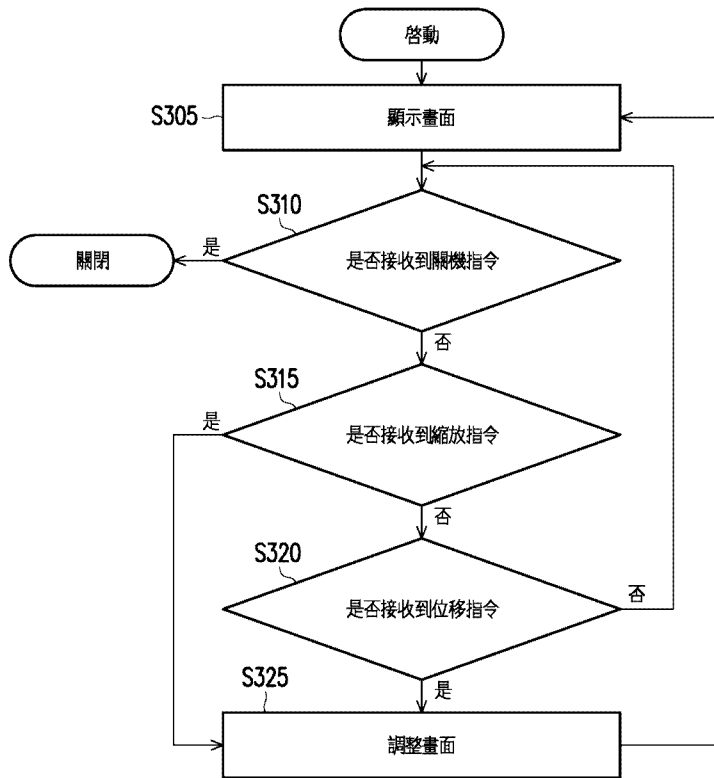 啓動
S305
顯示畫面
S310
是
關閉
是否接收到關機指令
否
S315
是
是否接收到縮放指令
否
S320
是否接收到位移指令
否
是
S325
調整畫面